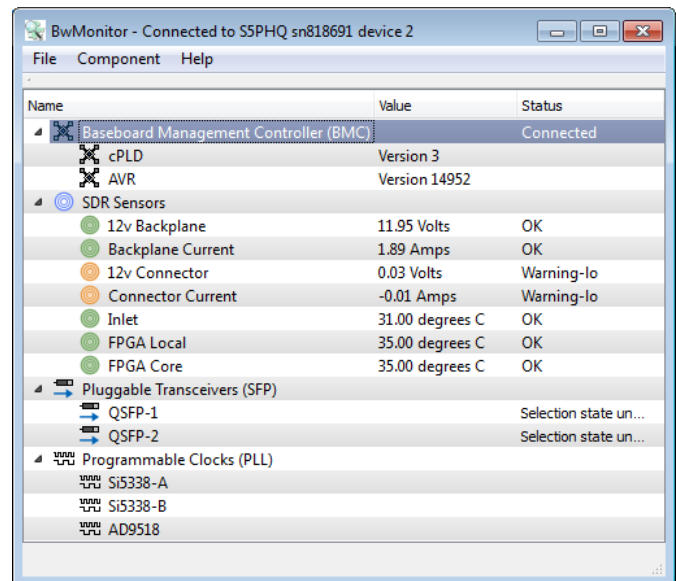 BwMonitor - Connected to S5PHQ sn818691 device 2
File Component Help
Name Value Status
Baseboard Management Controller (BMC) Connected
cPLD Version 3
AVR Version 14952
SDR Sensors
12v Backplane 11.95 Volts OK
Backplane Current 1.89 Amps OK
12v Connector 0.03 Volts Warning-lo
Connector Current -0.01 Amps Warning-lo
Inlet 31.00 degrees C OK
FPGA Local 35.00 degrees C OK
FPGA Core 35.00 degrees C OK
Pluggable Transceivers (SFP)
QSFP-1 Selection state un...
QSFP-2 Selection state un...
Programmable Clocks (PLL)
Si5338-A
Si5338-B
AD9518